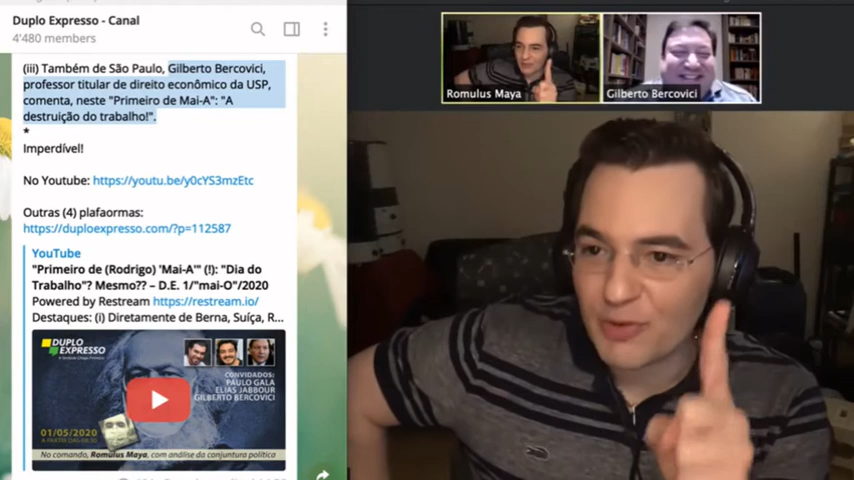 Duplo Expresso - Canal
4'480 members
(iii) Também de São Paulo, Gilberto Bercovici,
professor titular de direito econômico da USP,
comenta, neste "Primeiro de Mai-A": "A
destruição do trabalho!".
*
Imperdível!
No Youtube: https://youtu.be/y0cYS3mzEtc
Outras (4) plafaormas:
https://duploexpresso.com/?p=112587
YouTube
"Primeiro de (Rodrigo) 'Mai-A'" (!): "Dia do
Trabalho"? Mesmo?? – D.E. 1/"mai-O"/2020
Powered by Restream https://restream.io/
Destaques: (i) Diretamente de Berna, Suíça, R...
DUPLO
EXPRESSO
CONVIDADOS:
PAULO GALA
ELIAS JABBOUR
GILBERTO BERCOVICI
01/05/2020
No comando, Romulus Maya, com análise da conjuntura política
Romulus Maya
Gilberto Bercovici